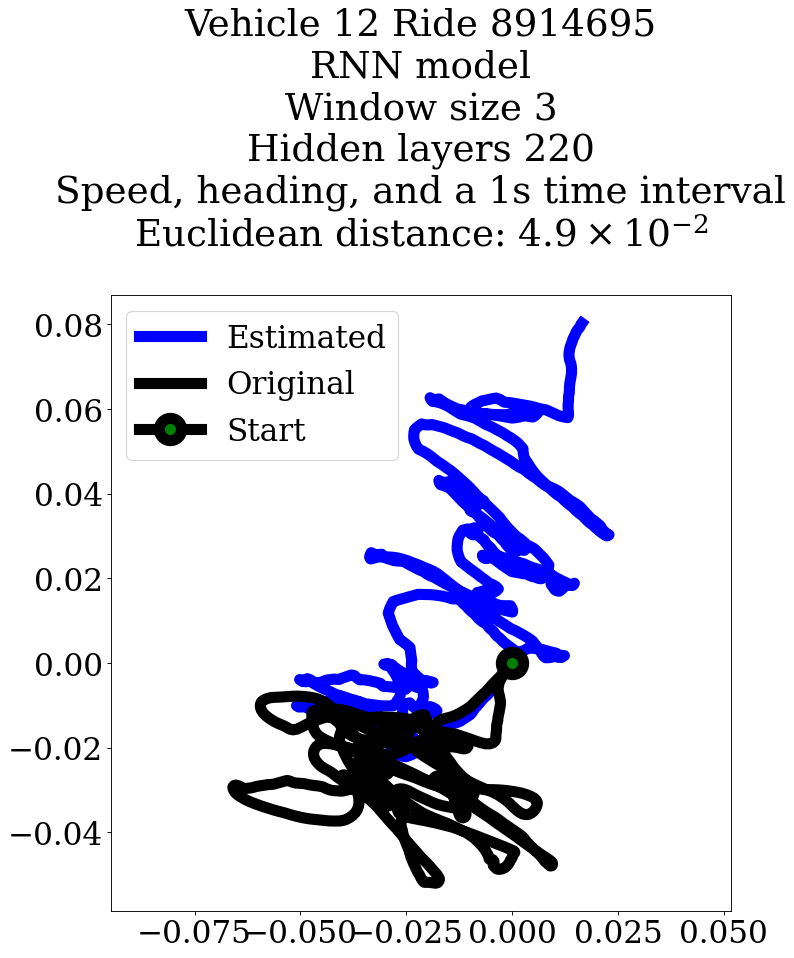 Vehicle 12 Ride 8914695
RNN model
Window size 3
Hidden layers 220
Speed, heading, and a 1s time interval
Euclidean distance: 4.9 × 10⁻²
Estimated
Original
Start
0.08
0.06
0.04
0.02
0.00
−0.02
−0.04
−0.075 −0.050 −0.025 0.000 0.025 0.050